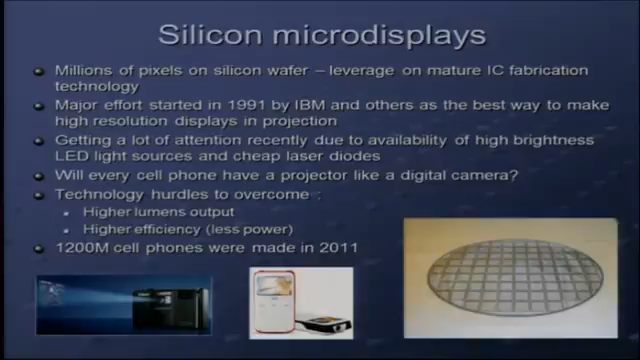 Silicon microdisplays
Millions of pixels on silicon wafer – leverage on mature IC fabrication
technology
Major effort started in 1991 by IBM and others as the best way to make
high resolution displays in projection
Getting a lot of attention recently due to availability of high brightness
LED light sources and cheap laser diodes
Will every cell phone have a projector like a digital camera?
Technology hurdles to overcome :
Higher lumens output
Higher efficiency (less power)
1200M cell phones were made in 2011